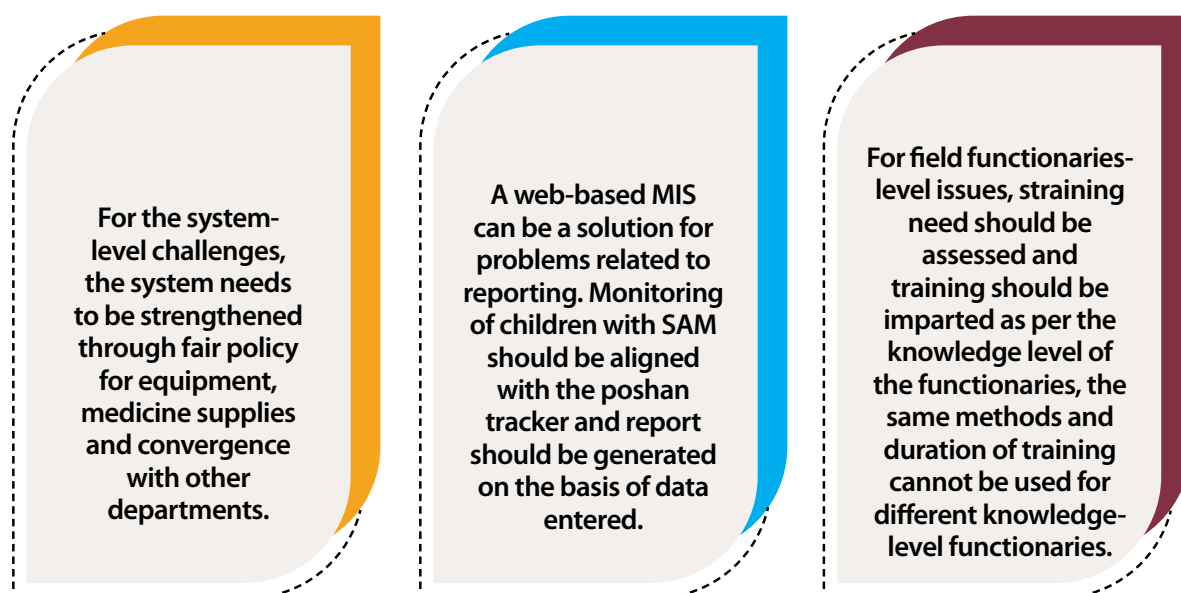 For the system-
level challenges,
the system needs
to be strengthened
through fair policy
for equipment,
medicine supplies
and convergence
with other
departments.
A web-based MIS
can be a solution for
problems related to
reporting. Monitoring
of children with SAM
should be aligned
with the poshan
tracker and report
should be generated
on the basis of data
entered.
For field functionaries-
level issues, straining
need should be
assessed and
training should be
imparted as per the
knowledge level of
the functionaries, the
same methods and
duration of training
cannot be used for
different knowledge-
level functionaries.